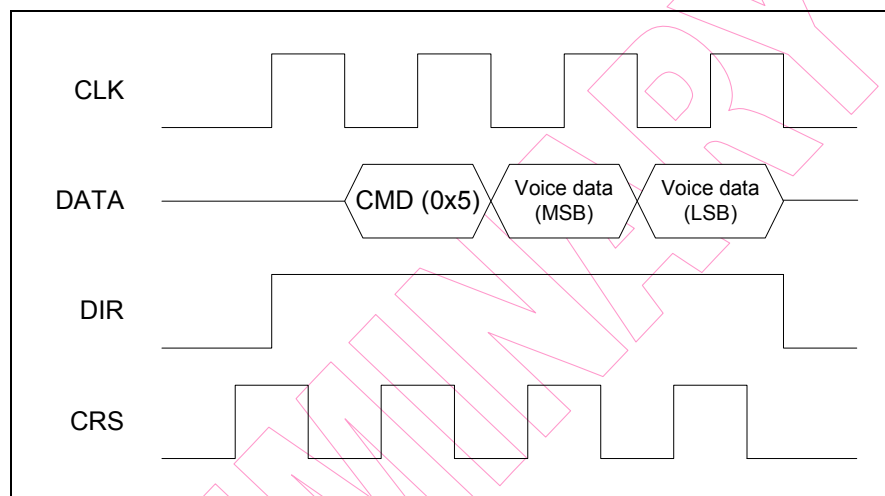 CLK
DATA
CMD (0x5)
Voice data
(MSB)
Voice data
(LSB)
DIR
CRS